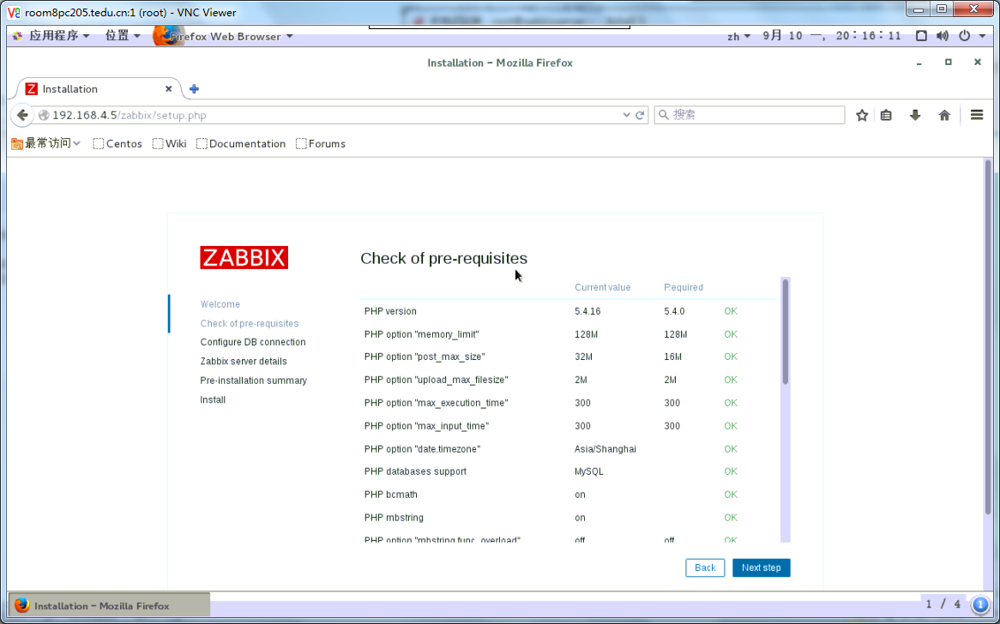 room8pc205.tedu.cn:1 (root) - VNC Viewer
应用程序 位置 Firefox Web Browser zh 9月 10 一, 20:16:11
Installation - Mozilla Firefox
Installation
192.168.4.5/zabbix/setup.php 搜索
最常访问 Centos Wiki Documentation Forums
ZABBIX
Welcome
Check of pre-requisites
Configure DB connection
Zabbix server details
Pre-installation summary
Install
Check of pre-requisites
Current value Required
PHP version 5.4.16 5.4.0 OK
PHP option "memory_limit" 128M 128M OK
PHP option "post_max_size" 32M 16M OK
PHP option "upload_max_filesize" 2M 2M OK
PHP option "max_execution_time" 300 300 OK
PHP option "max_input_time" 300 300 OK
PHP option "date.timezone" Asia/Shanghai OK
PHP databases support MySQL OK
PHP bcmath on OK
PHP mbstring on OK
PHP option "mbstring.func_overload" off off OK
Back Next step
Installation - Mozilla Firefox 1 / 4 1